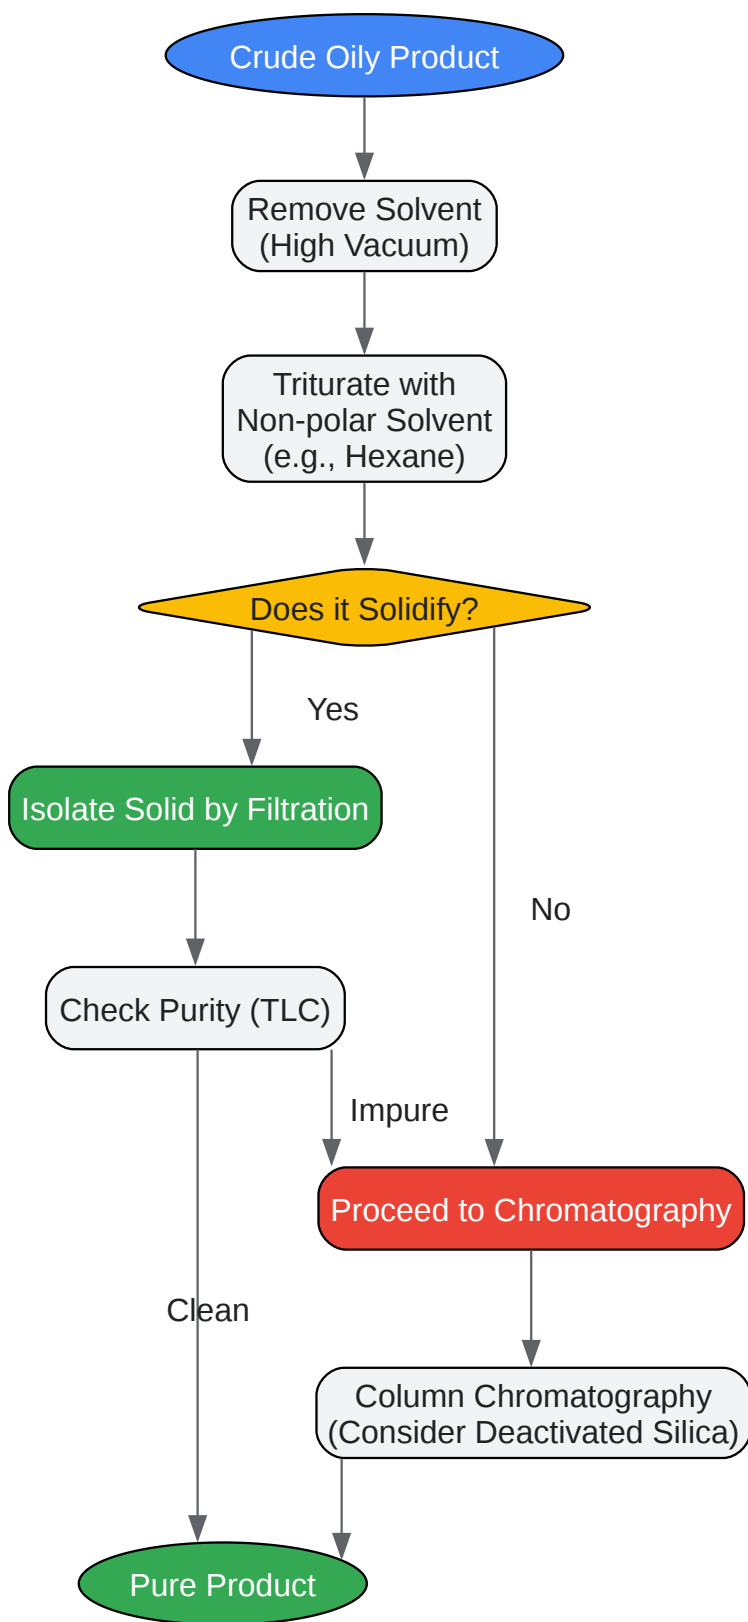 Crude Oily Product
Remove Solvent
(High Vacuum)
Triturate with
Non-polar Solvent
(e.g., Hexane)
Does it Solidify?
Yes
Isolate Solid by Filtration
No
Check Purity (TLC)
Impure
Proceed to Chromatography
Clean
Column Chromatography
(Consider Deactivated Silica)
Pure Product